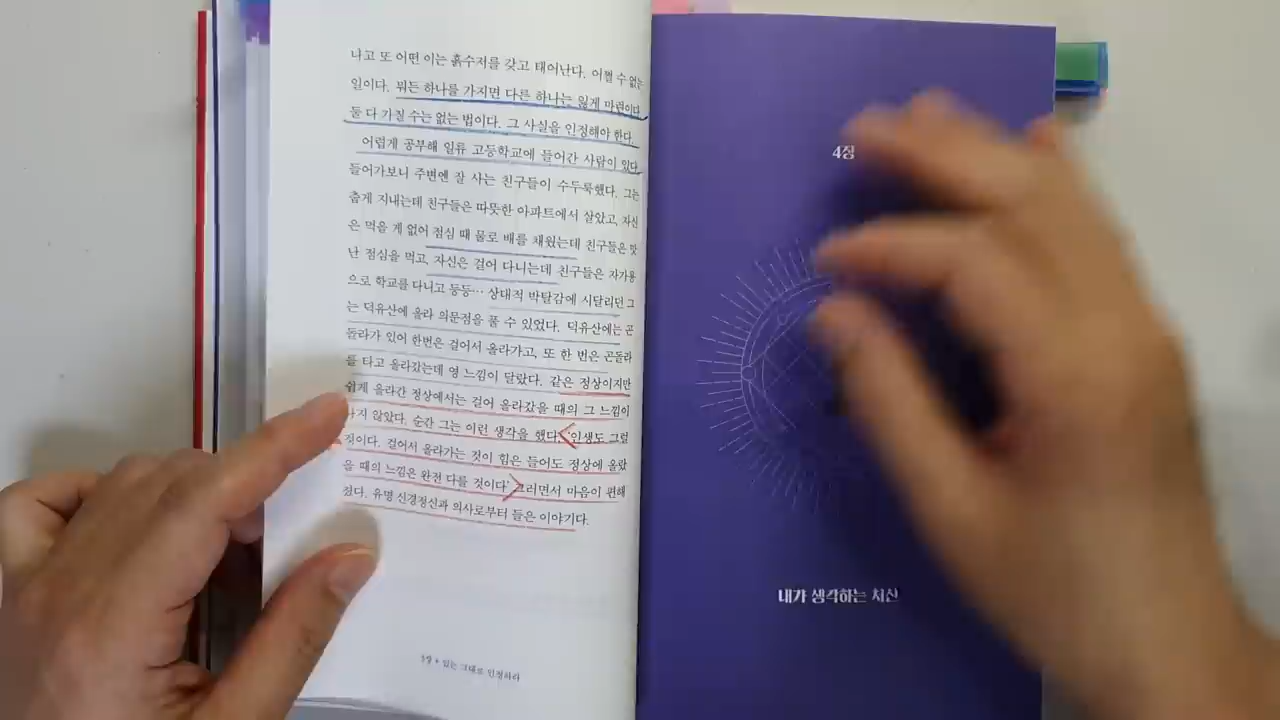 나고 또 어떤 이는 흙수저를 갖고 태어난다. 어쩔 수 없는
일이다. 뭐든 하나를 가지면 다른 하나는 잃게 마련이다.
둘 다 가질 수는 없는 법이다. 그 사실을 인정해야 한다.
어렵게 공부해 일류 고등학교에 들어간 사람이 있다.
들어가보니 주변엔 잘 사는 친구들이 수두룩했다. 그는
춥게 지내는데 친구들은 따뜻한 아파트에서 살았고, 자신
은 먹을 게 없어 점심 때 물로 배를 채웠는데 친구들은 맛
난 점심을 먹고, 자신은 걸어 다니는데 친구들은 자가용
으로 학교를 다니고 등등… 상대적 박탈감에 시달리던 그
는 덕유산에 올라 의문점을 풀 수 있었다. 덕유산에는 곤
돌라가 있어 한번은 걸어서 올라가고, 또 한 번은 곤돌라
를 타고 올라갔는데 영 느낌이 달랐다. 같은 정상이지만
쉽게 올라간 정상에서는 걸어 올라갔을 때의 그 느낌이
나지 않았다. 순간 그는 이런 생각을 했다. '인생도 그럴
것이다. 걸어서 올라가는 것이 힘은 들어도 정상에 올랐
을 때의 느낌은 완전 다를 것이다' 그러면서 마음이 편해
졌다. 유명 신경정신과 의사로부터 들은 이야기다.
3장 있는 그대로 인정하라
4장
내가 생각하는 처신